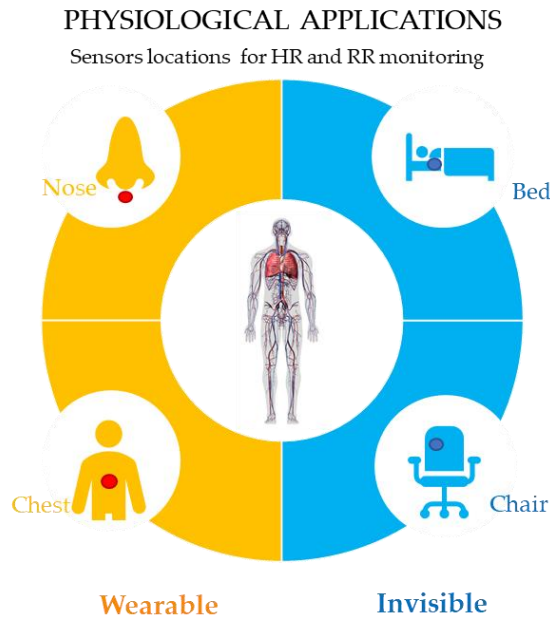 PHYSIOLOGICAL APPLICATIONS
Sensors locations for HR and RR monitoring
Nose
Bed
Chest
Chair
Wearable
Invisible